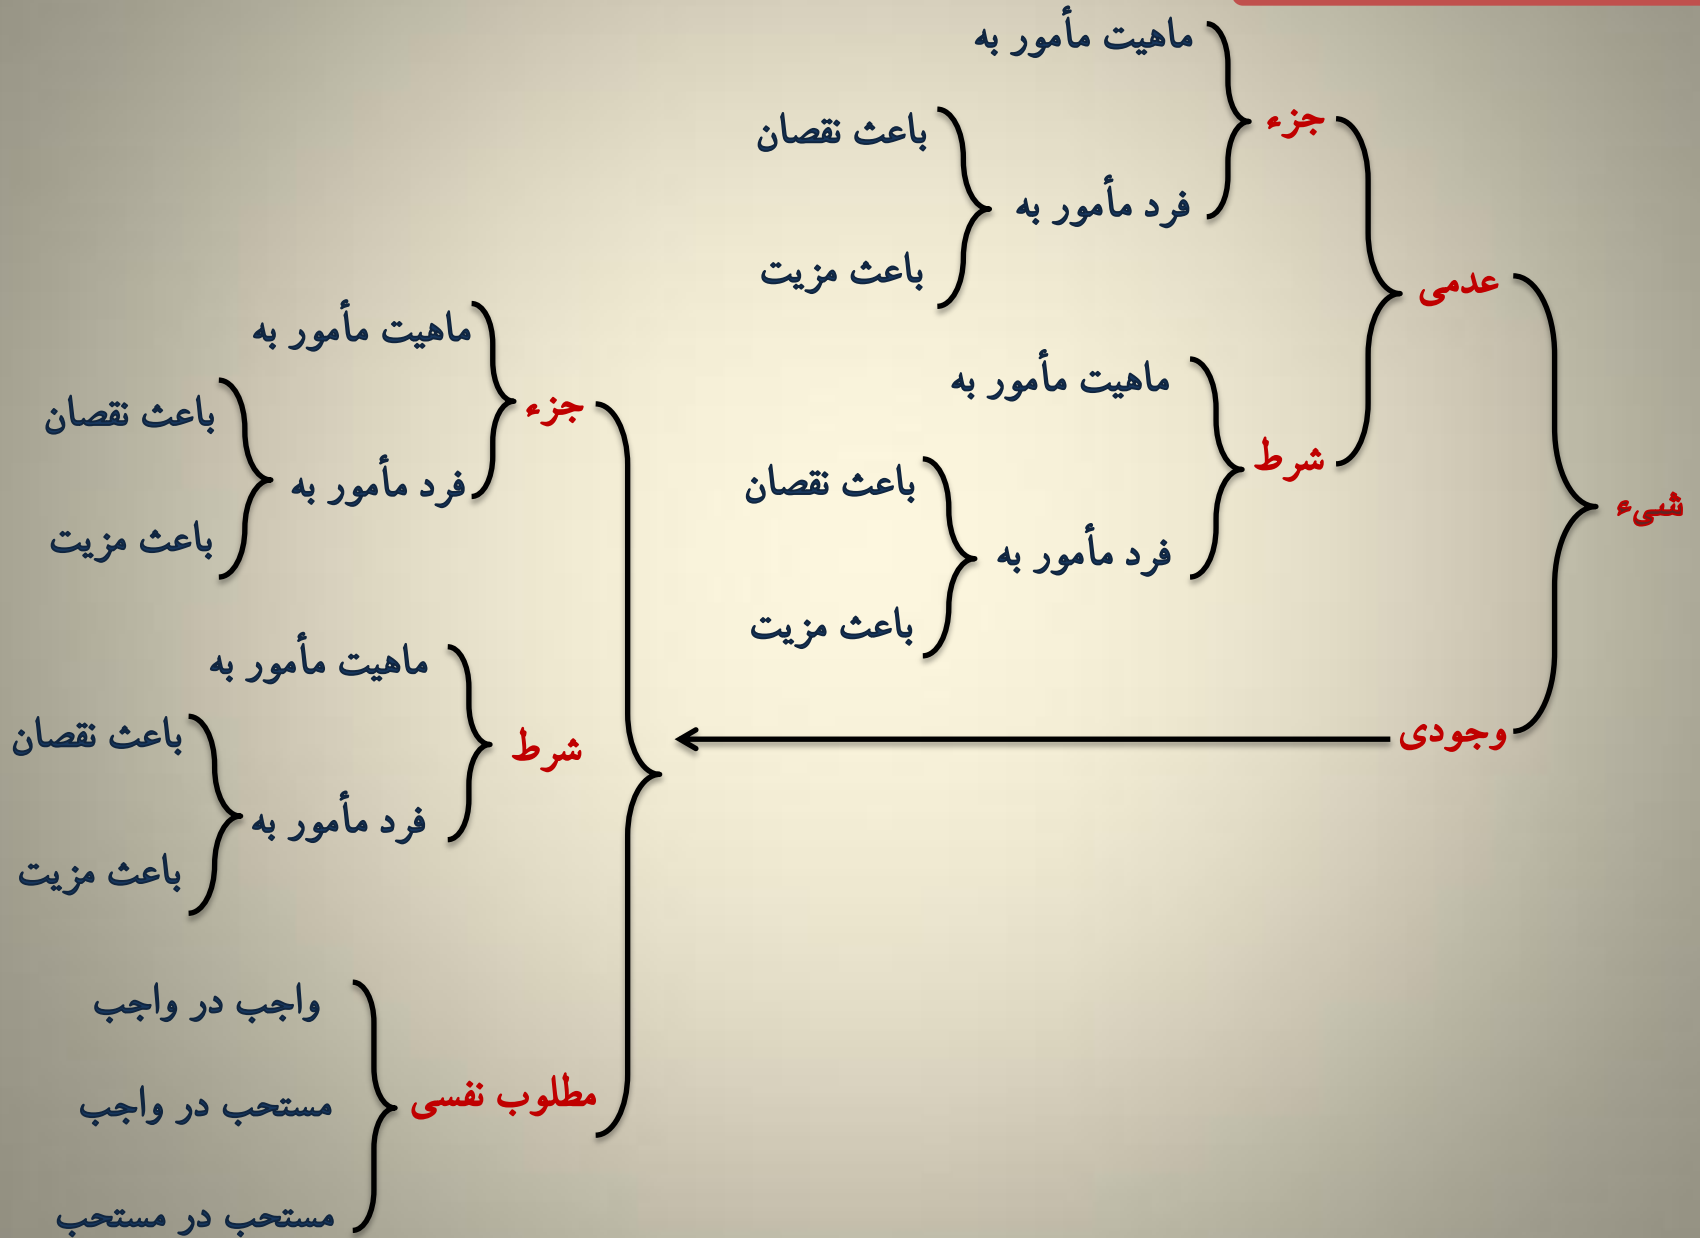 شیء
عدمی
جزء
ماهیت مأمور به
فرد مأمور به
باعث نقصان
باعث مزیت
شرط
ماهیت مأمور به
فرد مأمور به
باعث نقصان
باعث مزیت
وجودی
جزء
ماهیت مأمور به
فرد مأمور به
باعث نقصان
باعث مزیت
شرط
ماهیت مأمور به
فرد مأمور به
باعث نقصان
باعث مزیت
مطلوب نفسی
واجب در واجب
مستحب در واجب
مستحب در مستحب